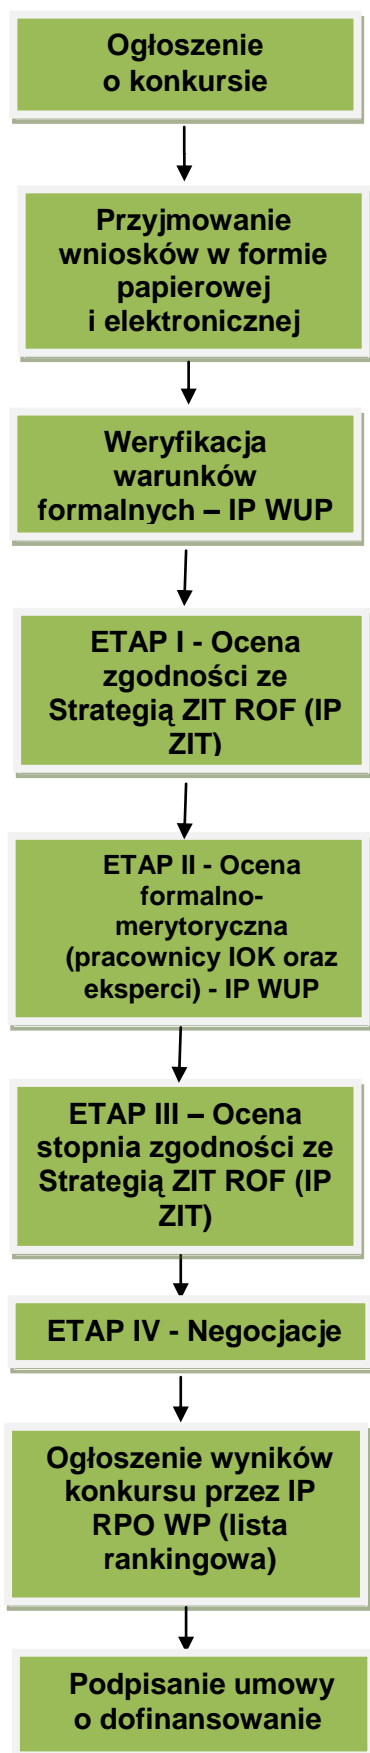 Ogłoszenie
o konkursie
Przyjmowanie
wniosków w formie
papierowej
i elektronicznej
Weryfikacja
warunków
formalnych – IP WUP
ETAP I - Ocena
zgodności ze
Strategią ZIT ROF (IP
ZIT)
ETAP II - Ocena
formalno-
merytoryczna
(pracownicy IOK oraz
eksperci) - IP WUP
ETAP III – Ocena
stopnia zgodności ze
Strategią ZIT ROF (IP
ZIT)
ETAP IV - Negocjacje
Ogłoszenie wyników
konkursu przez IP
RPO WP (lista
rankingowa)
Podpisanie umowy
o dofinansowanie